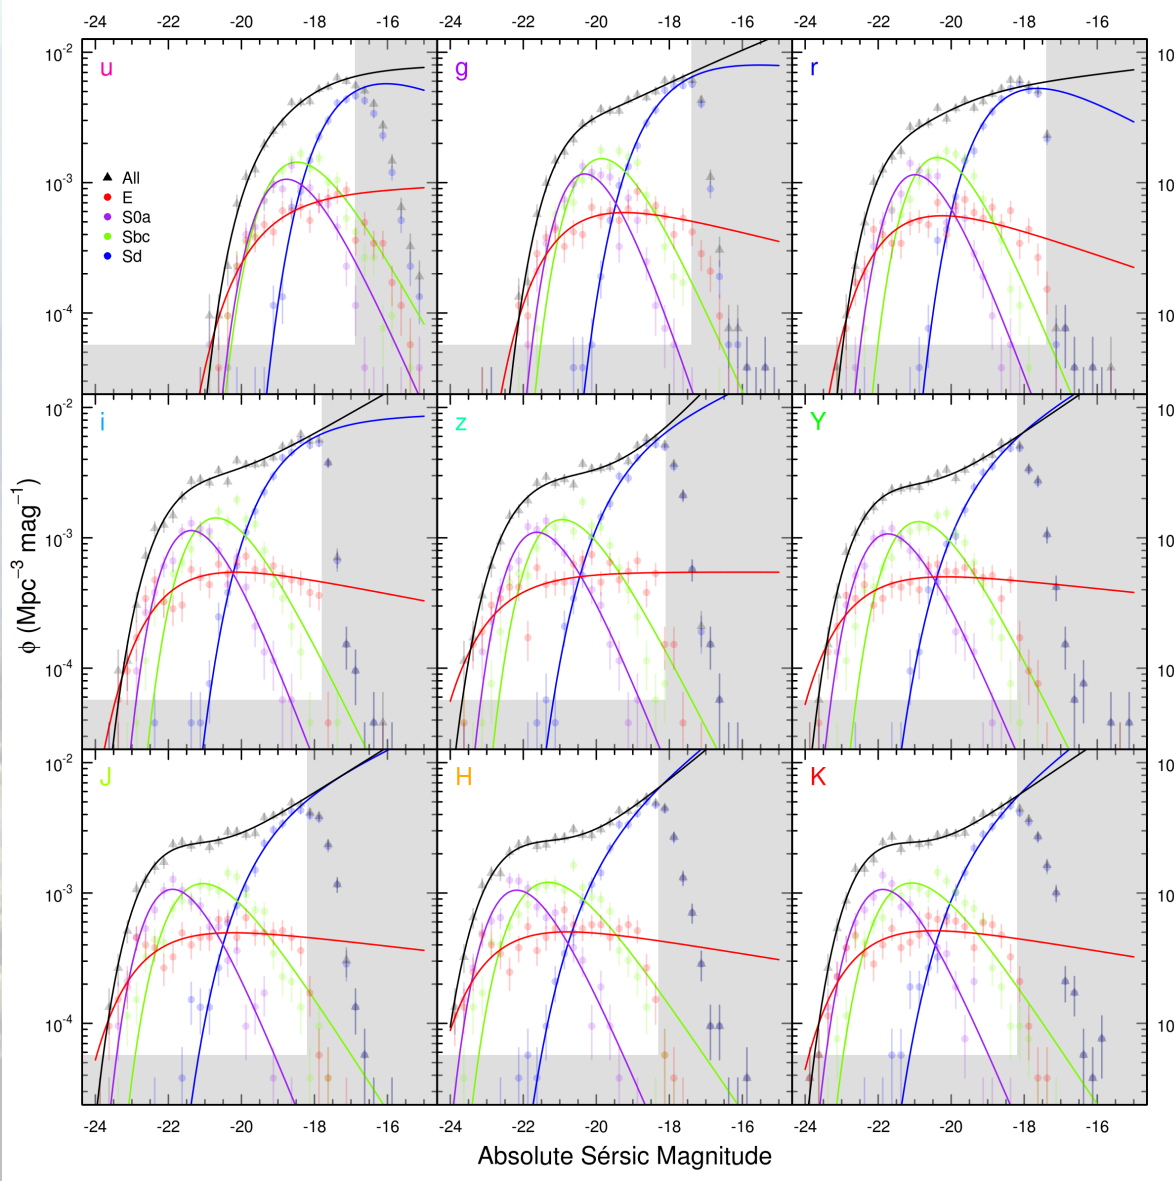 -24 -22 -20 -18 -16 -24 -22 -20 -18 -16 -24 -22 -20 -18 -16
u g r
10⁻² 10
10⁻³ 10
10⁻⁴ 10
All
E
S0a
Sbc
Sd
i z Y
10⁻² 10
10⁻³ 10
10⁻⁴ 10
ϕ (Mpc⁻³ mag⁻¹)
J H K
10⁻² 10
10⁻³ 10
10⁻⁴ 10
-24 -22 -20 -18 -16 -24 -22 -20 -18 -16 -24 -22 -20 -18 -16
Absolute Sérsic Magnitude